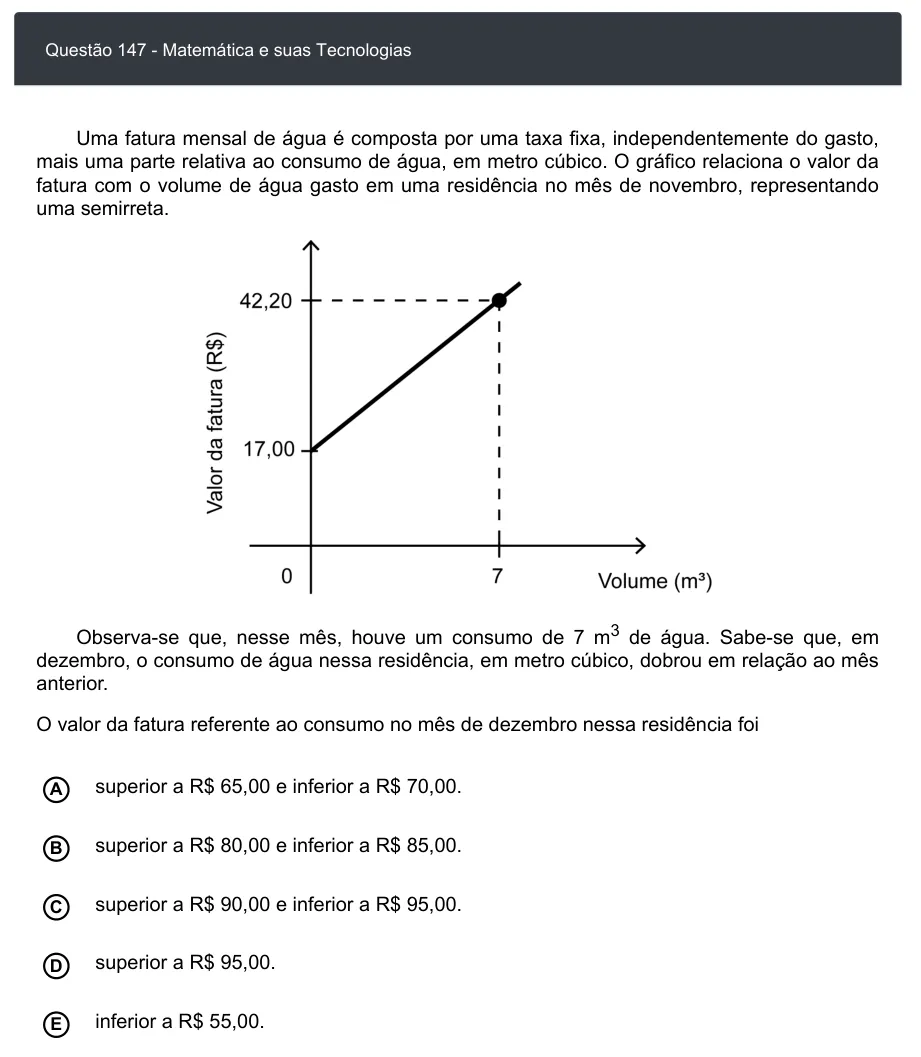 Questão 147 - Matemática e suas Tecnologias
Uma fatura mensal de água é composta por uma taxa fixa, independentemente do gasto,
mais uma parte relativa ao consumo de água, em metro cúbico. O gráfico relaciona o valor da
fatura com o volume de água gasto em uma residência no mês de novembro, representando
uma semirreta.
42,20
Valor da fatura (R$)
17,00
0
7
Volume (m³)
Observa-se que, nesse mês, houve um consumo de 7 m³ de água. Sabe-se que, em
dezembro, o consumo de água nessa residência, em metro cúbico, dobrou em relação ao mês
anterior.
O valor da fatura referente ao consumo no mês de dezembro nessa residência foi
A superior a R$ 65,00 e inferior a R$ 70,00.
B superior a R$ 80,00 e inferior a R$ 85,00.
C superior a R$ 90,00 e inferior a R$ 95,00.
D superior a R$ 95,00.
E inferior a R$ 55,00.